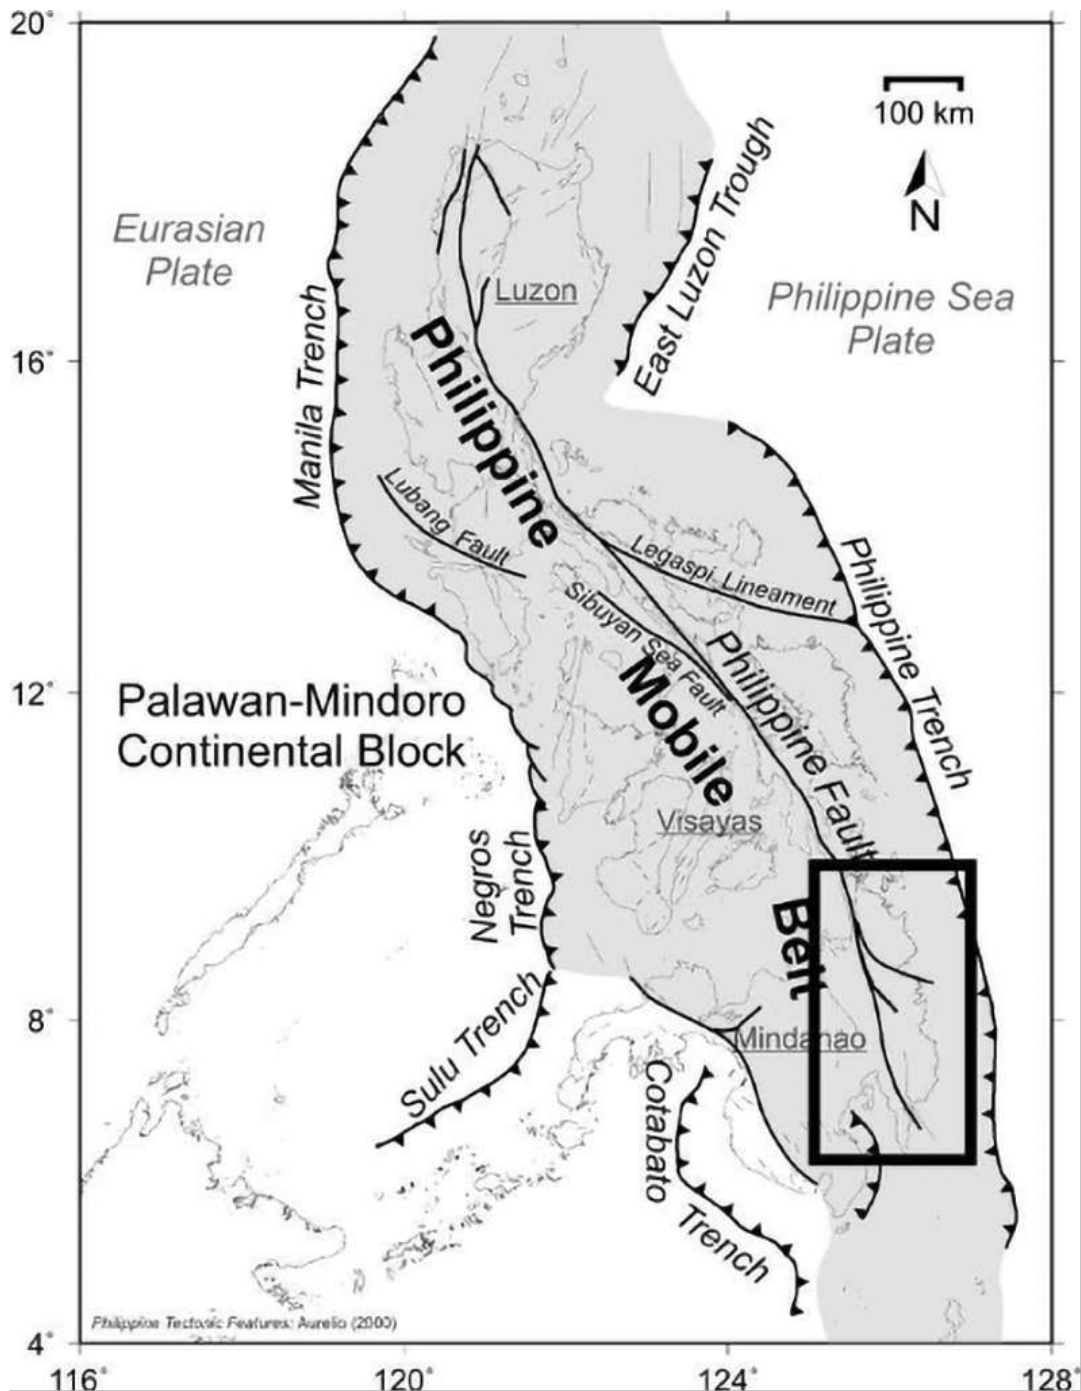 20°
100 km
N
Eurasian
Plate
Luzon
East Luzon Trough
Philippine Sea
Plate
16°
Manila Trench
Philippine
Mobile
Belt
Lubang Fault
Legaspi Lineament
Sibuyan Sea Fault
Philippine Fault
Philippine Trench
12°
Palawan-Mindoro
Continental Block
Visayas
Negros
Trench
8°
Sulu Trench
Mindanao
Cotabato
Trench
Philippine Tectonic Features: Aurelio (2000)
4°
116°
120°
124°
128°